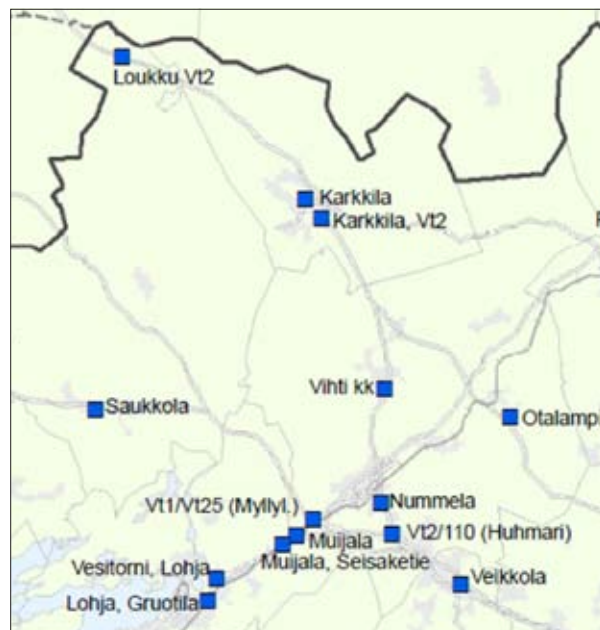 Loukku Vt2
Karkkila
Karkkila, Vt2
Vihti kk
Saukkola
Otalampi
Nummela
Vt1/Vt25 (Myllyl.)
Vt2/110 (Huhmari)
Muijala
Muijala, Seisaketie
Vesitorni, Lohja
Veikkola
Lohja, Gruotila